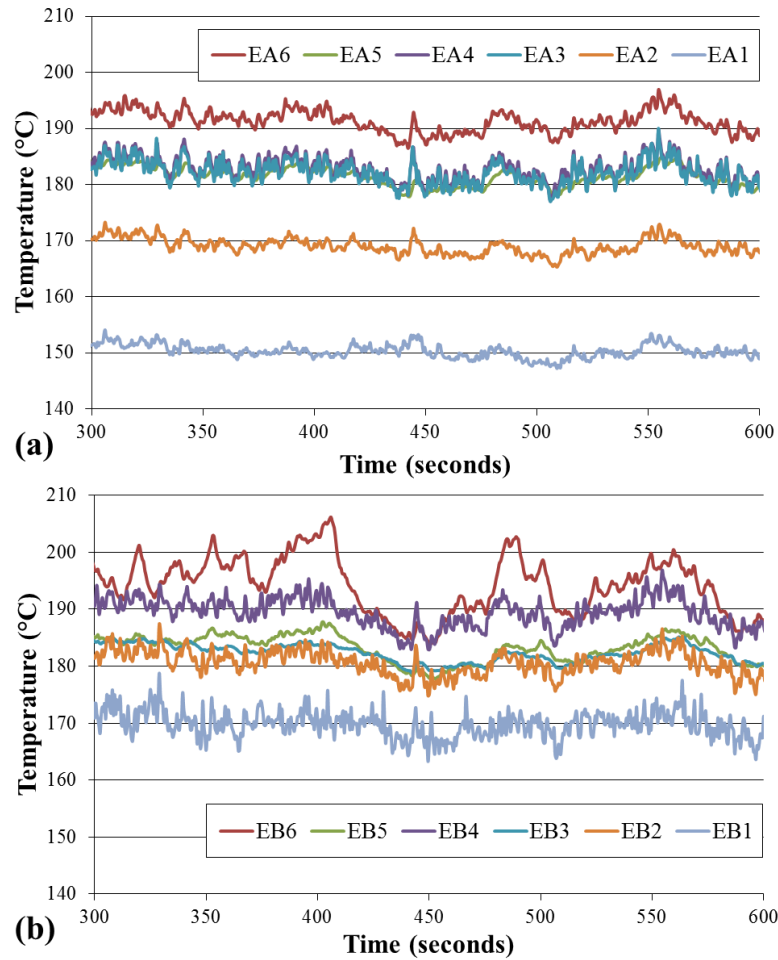 EA6 EA5 EA4 EA3 EA2 EA1
210
200
190
180
170
160
150
140
Temperature (°C)
300 350 400 450 500 550 600
Time (seconds)
(a)
210
200
190
180
170
160
150
140
Temperature (°C)
EB6 EB5 EB4 EB3 EB2 EB1
300 350 400 450 500 550 600
Time (seconds)
(b)